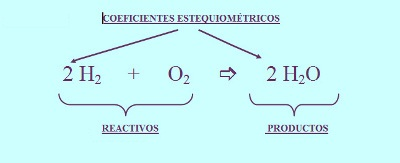 COEFICIENTES ESTEQUIOMÉTRICOS
2 H₂ + O₂ ⇨ 2 H₂O
REACTIVOS PRODUCTOS